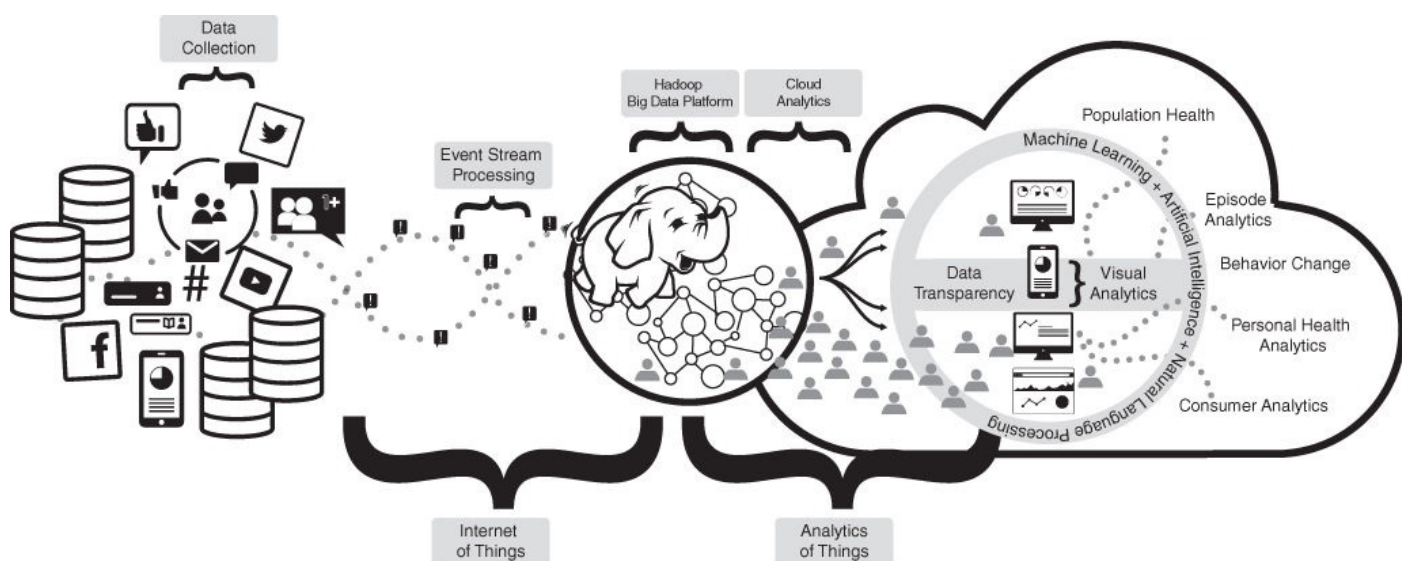 Data
Collection
Event Stream
Processing
Hadoop
Big Data Platform
Cloud
Analytics
Population Health
Machine Learning + Artificial Intelligence + Natural Language Processing
Episode
Analytics
Behavior Change
Data
Transparency
Visual
Analytics
Personal Health
Analytics
Consumer Analytics
Internet
of Things
Analytics
of Things
#
f
+
!
!
!
!
!
!
!